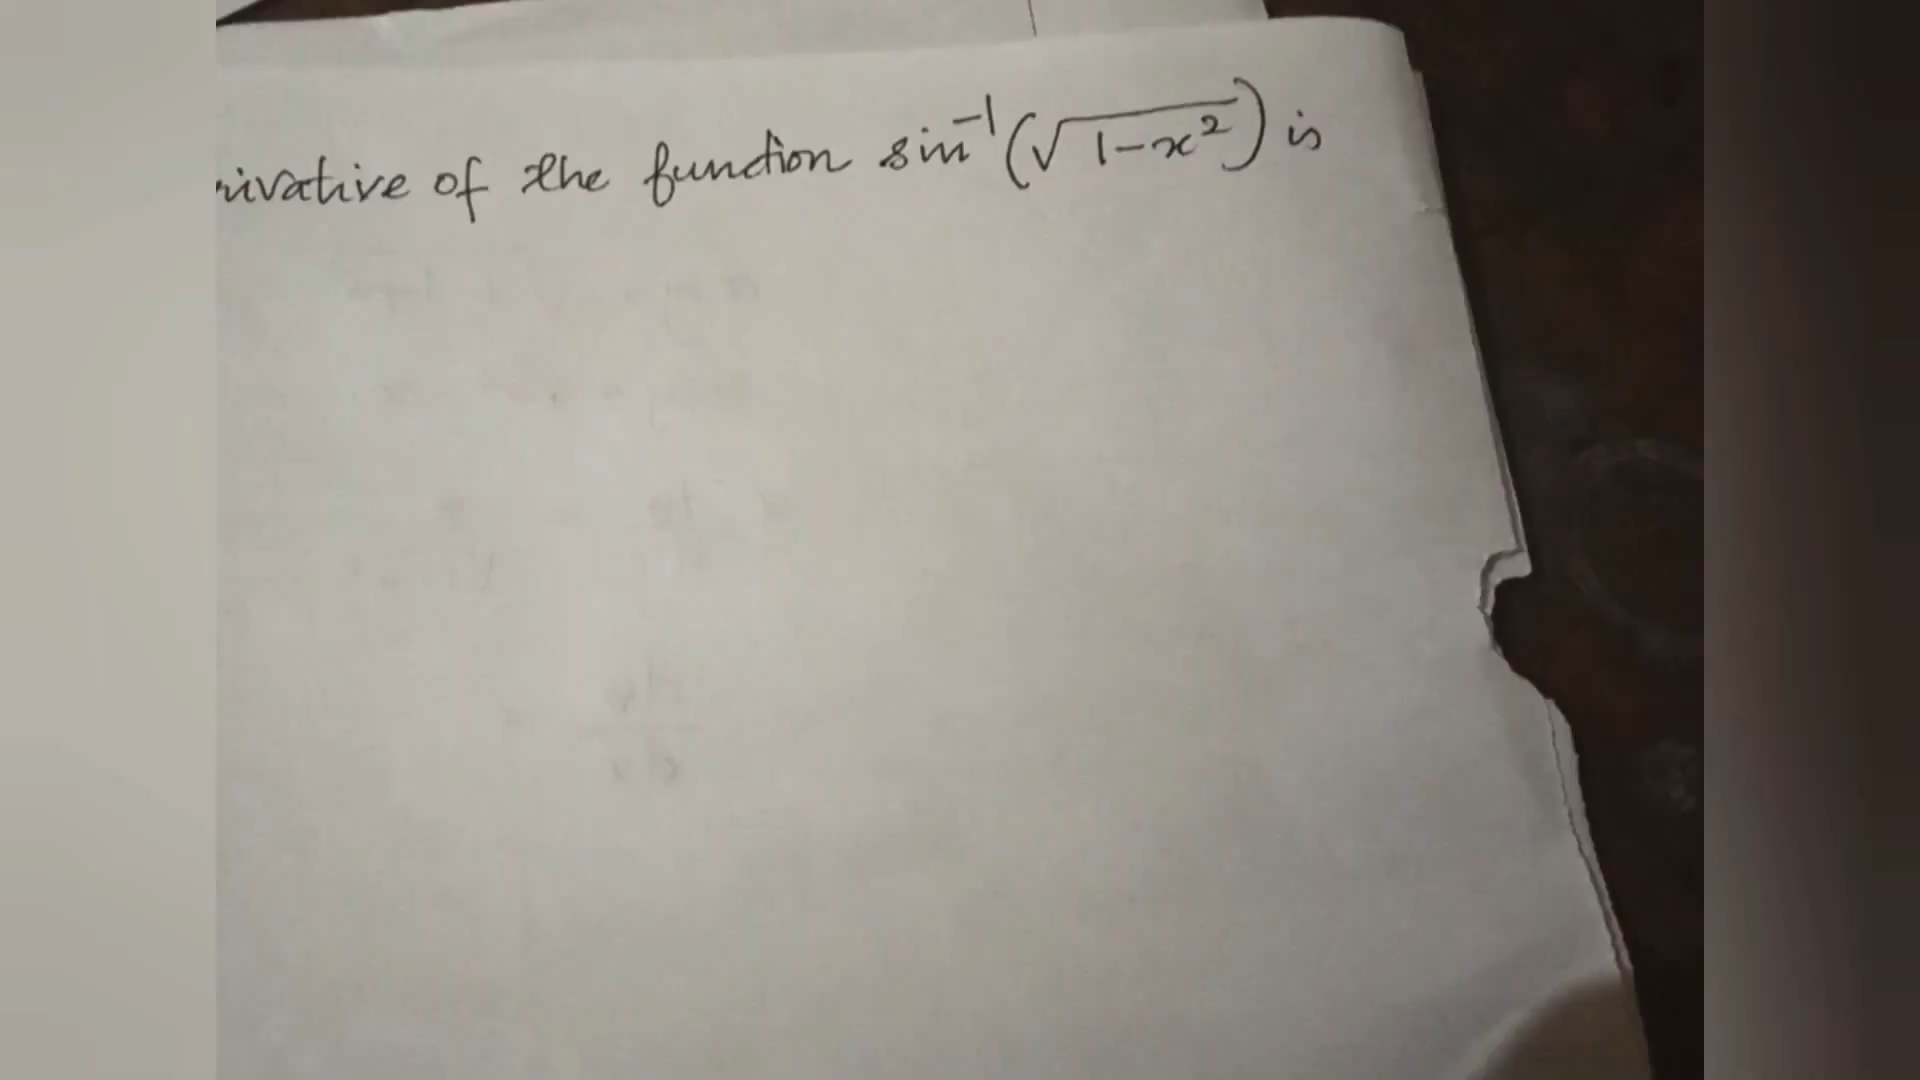 rivative of the function sin⁻¹(√1-x²) is